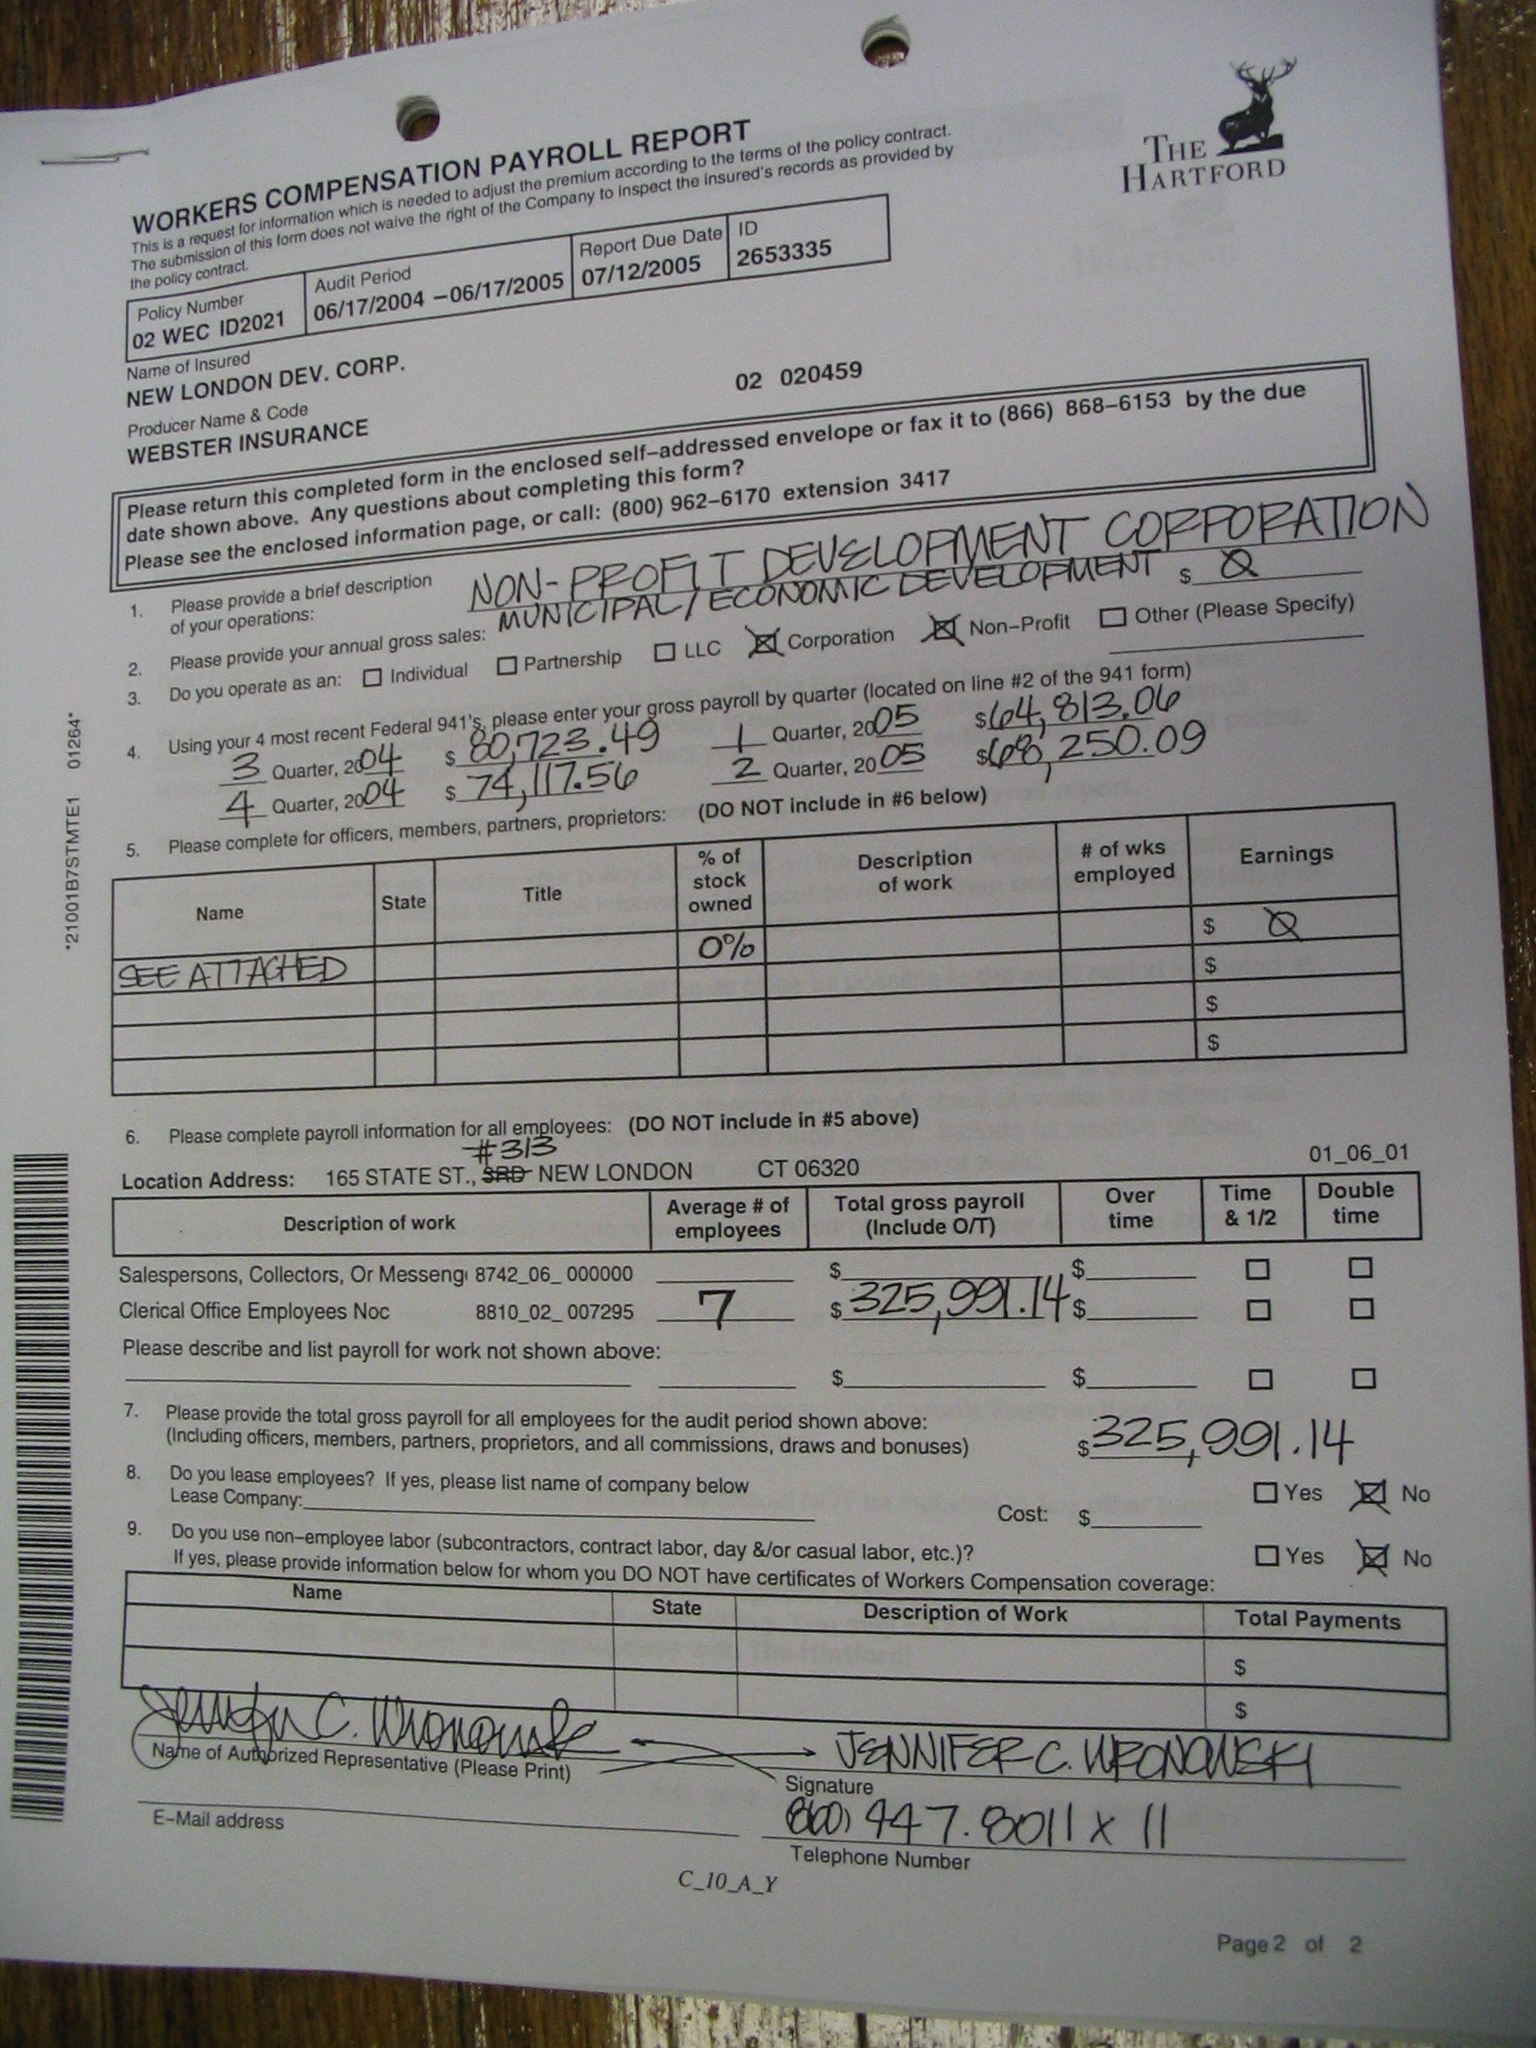 WORKERS COMPENSATION PAYROLL REPORT
This is a request for information which is needed to adjust the premium according to the terms of the policy contract.
The submission of this form does not waive the right of the Company to inspect the insured's records as provided by
the policy contract.
THE
HARTFORD
Policy Number
02 WEC ID2021
Audit Period
06/17/2004 –06/17/2005
Report Due Date
07/12/2005
ID
2653335
Name of Insured
NEW LONDON DEV. CORP.
02 020459
Producer Name & Code
WEBSTER INSURANCE
Please return this completed form in the enclosed self–addressed envelope or fax it to (866) 868–6153 by the due
date shown above. Any questions about completing this form?
Please see the enclosed information page, or call: (800) 962–6170 extension 3417
1. Please provide a brief description
of your operations:
NON-PROFIT DEVELOPMENT CORPORATION
MUNICIPAL/ECONOMIC DEVELOPMENT
2. Please provide your annual gross sales: $ 0
3. Do you operate as an: Individual Partnership LLC Corporation Non–Profit Other (Please Specify)
4. Using your 4 most recent Federal 941's, please enter your gross payroll by quarter (located on line #2 of the 941 form)
3 Quarter, 2004 $ 80,723.49 1 Quarter, 2005 $64,813.06
4 Quarter, 2004 $ 74,117.56 2 Quarter, 2005 $68,250.09
5. Please complete for officers, members, partners, proprietors: (DO NOT include in #6 below)
Name State Title % of stock owned Description of work # of wks employed Earnings
SEE ATTACHED 0% $ 0
$
$
$
6. Please complete payroll information for all employees: (DO NOT include in #5 above)
#313
Location Address: 165 STATE ST., 3RD NEW LONDON CT 06320 01_06_01
Description of work Average # of employees Total gross payroll (Include O/T) Over time Time & 1/2 Double time
Salespersons, Collectors, Or Messeng 8742_06_ 000000 $ $
Clerical Office Employees Noc 8810_02_ 007295 7 $ 325,991.14 $
Please describe and list payroll for work not shown above:
$ $
7. Please provide the total gross payroll for all employees for the audit period shown above:
(Including officers, members, partners, proprietors, and all commissions, draws and bonuses) $325,991.14
8. Do you lease employees? If yes, please list name of company below Yes No
Lease Company: Cost: $
9. Do you use non–employee labor (subcontractors, contract labor, day &/or casual labor, etc.)? Yes No
If yes, please provide information below for whom you DO NOT have certificates of Workers Compensation coverage:
Name State Description of Work Total Payments
$
$
Jennifer C. Wronowski JENNIFER C. WRONOWSKI
Name of Authorized Representative (Please Print) Signature
860) 447.8011 x 11
E–Mail address Telephone Number
C_10_A_Y
Page 2 of 2
*21001B7STMTE1 01264*